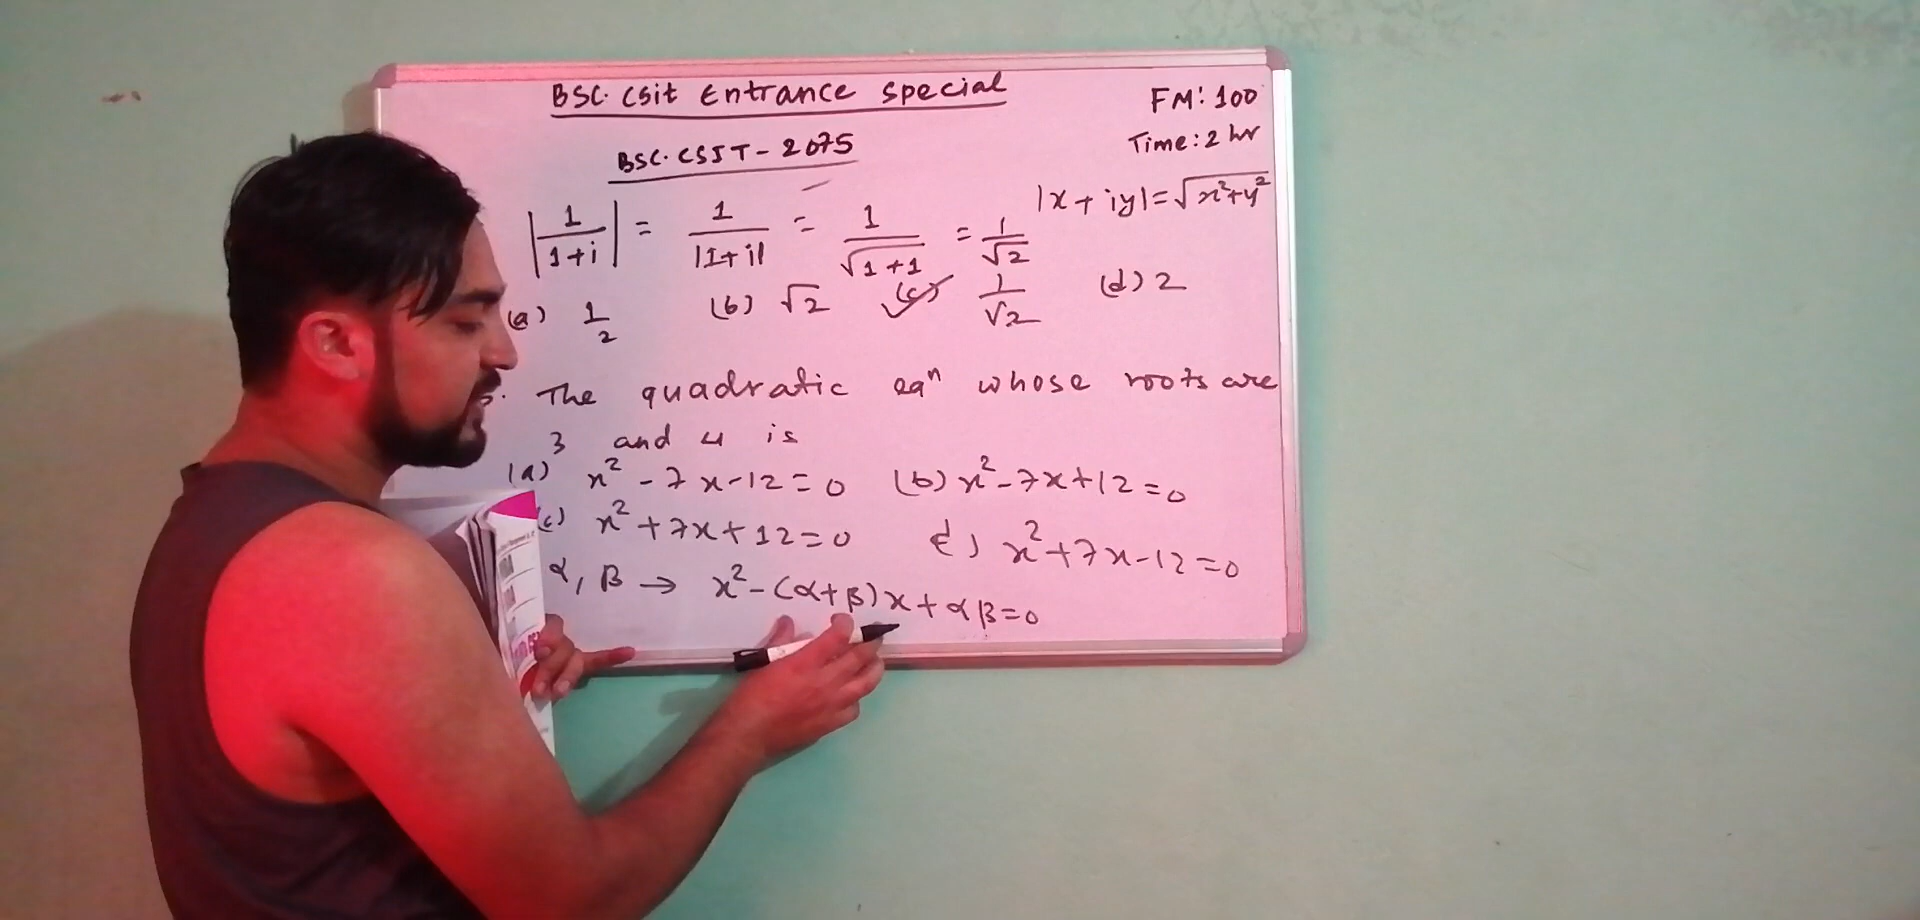 BSC. CSit Entrance special
FM: 100
Time: 2 hr
BSC. CSIT - 2075
|x + iy| = √x²+y²
|1/1+i| = 1/|1+i| = 1/√1+1 = 1/√2
(a) 1/2 (b) √2 (c) 1/√2 (d) 2
The quadratic eqⁿ whose roots are
3 and 4 is
(a) x² - 7x - 12 = 0 (b) x² - 7x + 12 = 0
(c) x² + 7x + 12 = 0 d) x² + 7x - 12 = 0
α, β → x² - (α+β)x + αβ = 0